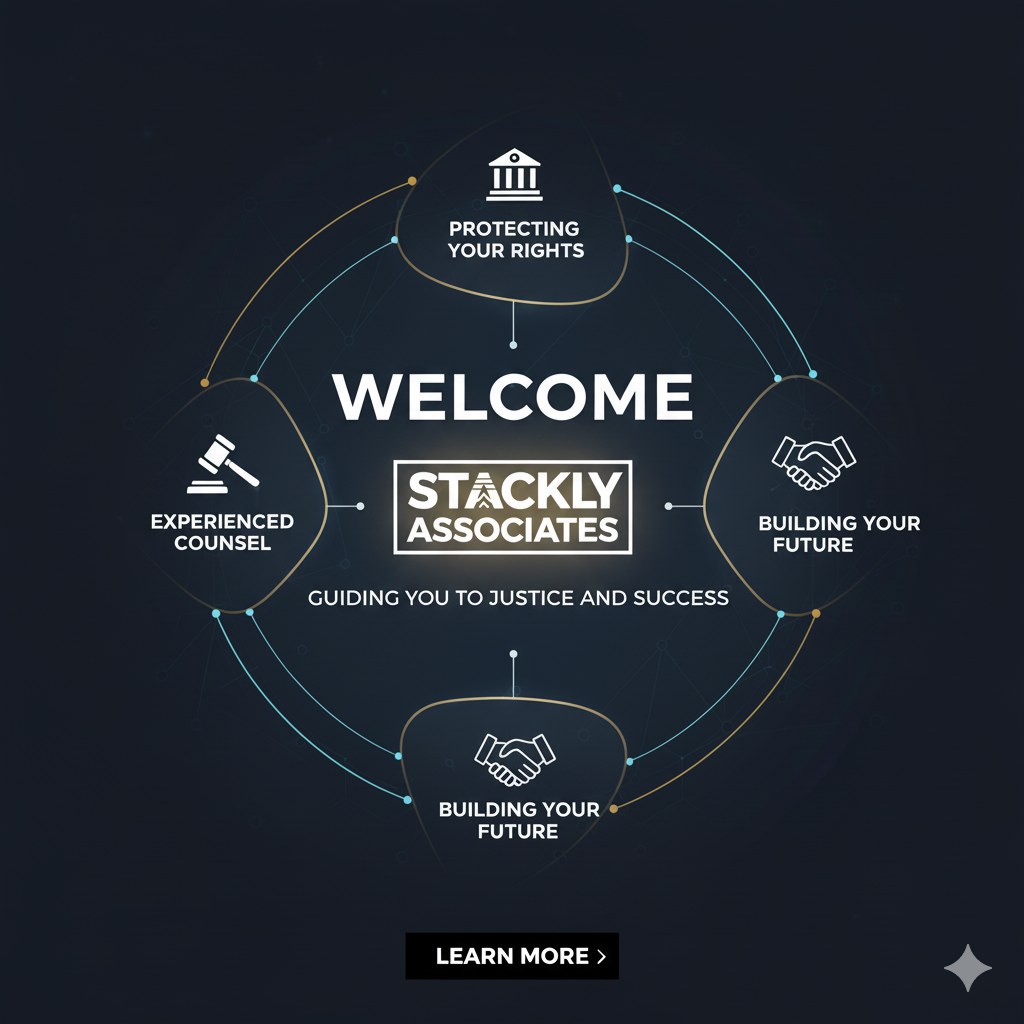 PROTECTING
YOUR RIGHTS
WELCOME
EXPERIENCED
COUNSEL
STACKLY
ASSOCIATES
BUILDING YOUR
FUTURE
GUIDING YOU TO JUSTICE AND SUCCESS
BUILDING YOUR
FUTURE
LEARN MORE >